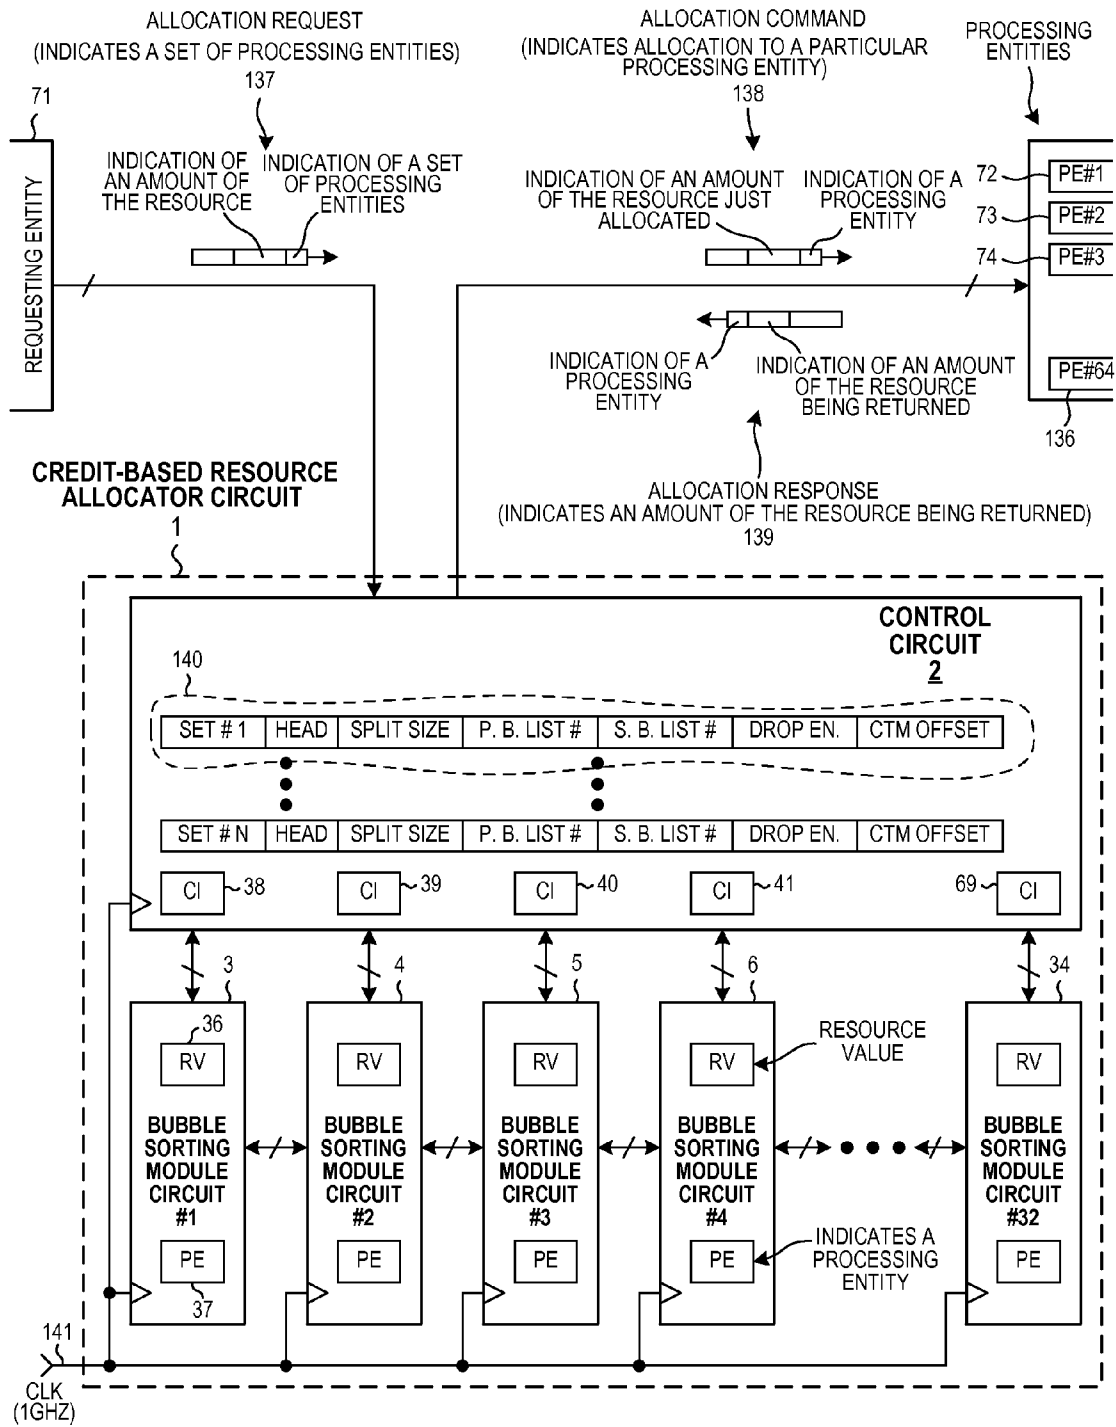 ALLOCATION REQUEST
(INDICATES A SET OF PROCESSING ENTITIES)
137
ALLOCATION COMMAND
(INDICATES ALLOCATION TO A PARTICULAR
PROCESSING ENTITY)
138
PROCESSING
ENTITIES
71
REQUESTING ENTITY
INDICATION OF
AN AMOUNT OF
THE RESOURCE
INDICATION OF A SET
OF PROCESSING
ENTITIES
INDICATION OF AN AMOUNT
OF THE RESOURCE JUST
ALLOCATED
INDICATION OF A
PROCESSING
ENTITY
72
PE#1
73
PE#2
74
PE#3
PE#64
136
INDICATION OF A
PROCESSING
ENTITY
INDICATION OF AN AMOUNT
OF THE RESOURCE
BEING RETURNED
ALLOCATION RESPONSE
(INDICATES AN AMOUNT OF THE RESOURCE BEING RETURNED)
139
CREDIT-BASED RESOURCE
ALLOCATOR CIRCUIT
1
CONTROL
CIRCUIT
2
140
SET # 1 HEAD SPLIT SIZE P. B. LIST # S. B. LIST # DROP EN. CTM OFFSET
SET # N HEAD SPLIT SIZE P. B. LIST # S. B. LIST # DROP EN. CTM OFFSET
CI 38 CI 39 CI 40 CI 41 69 CI
3 4 5 6 34
36
RV RV RV RV RV
RESOURCE
VALUE
BUBBLE
SORTING
MODULE
CIRCUIT
#1
BUBBLE
SORTING
MODULE
CIRCUIT
#2
BUBBLE
SORTING
MODULE
CIRCUIT
#3
BUBBLE
SORTING
MODULE
CIRCUIT
#4
BUBBLE
SORTING
MODULE
CIRCUIT
#32
PE PE PE PE PE
37
INDICATES A
PROCESSING
ENTITY
141
CLK
(1GHZ)